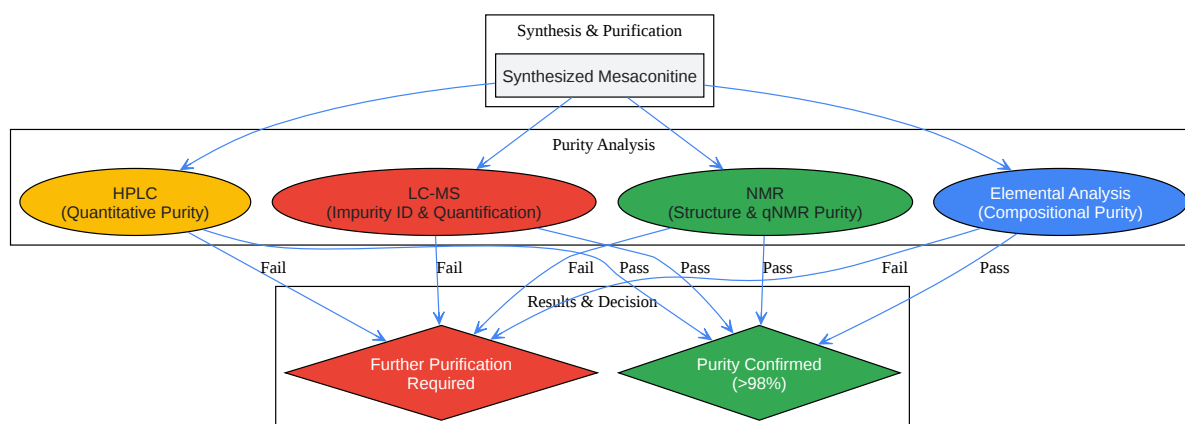 Synthesis & Purification
Synthesized Mesaconitine
Purity Analysis
HPLC
(Quantitative Purity)
LC-MS
(Impurity ID & Quantification)
NMR
(Structure & qNMR Purity)
Elemental Analysis
(Compositional Purity)
Fail
Fail
Fail
Pass
Pass
Pass
Fail
Pass
Results & Decision
Further Purification
Required
Purity Confirmed
(>98%)